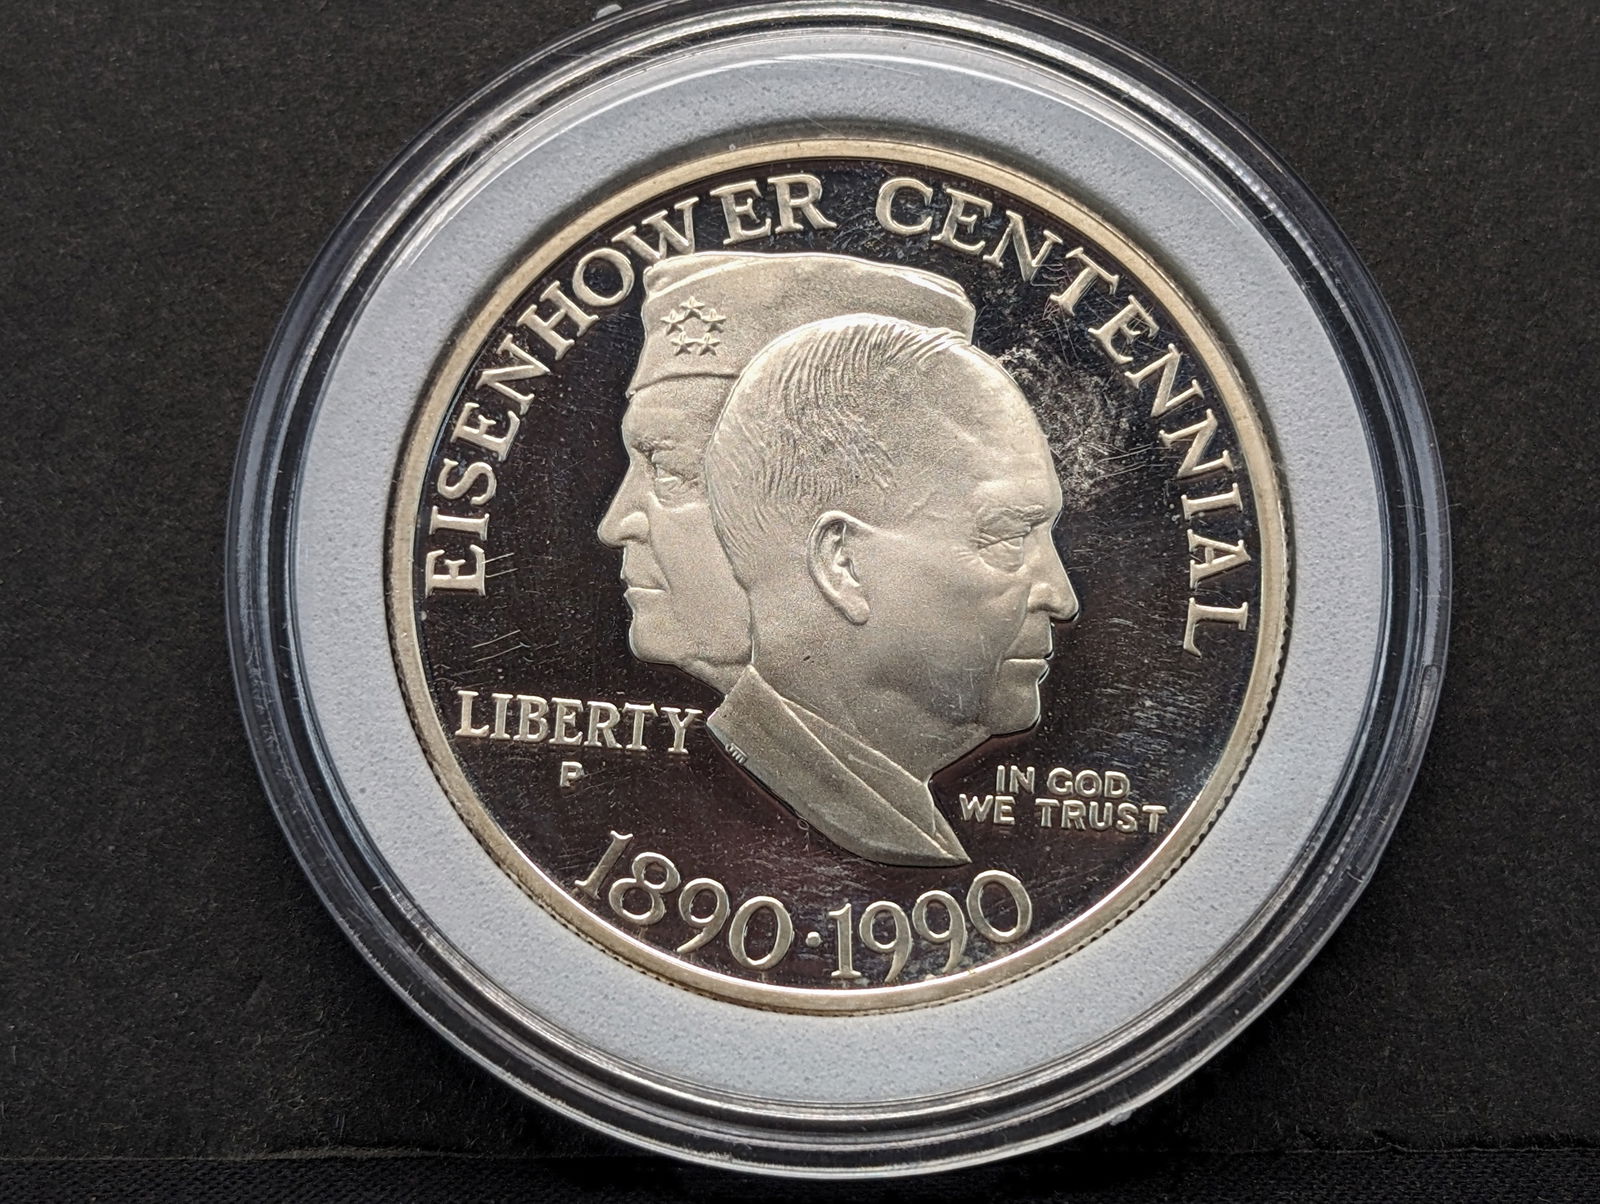 EISENHOWER CENTENNIAL
LIBERTY
P
IN GOD
WE TRUST
1890·1990